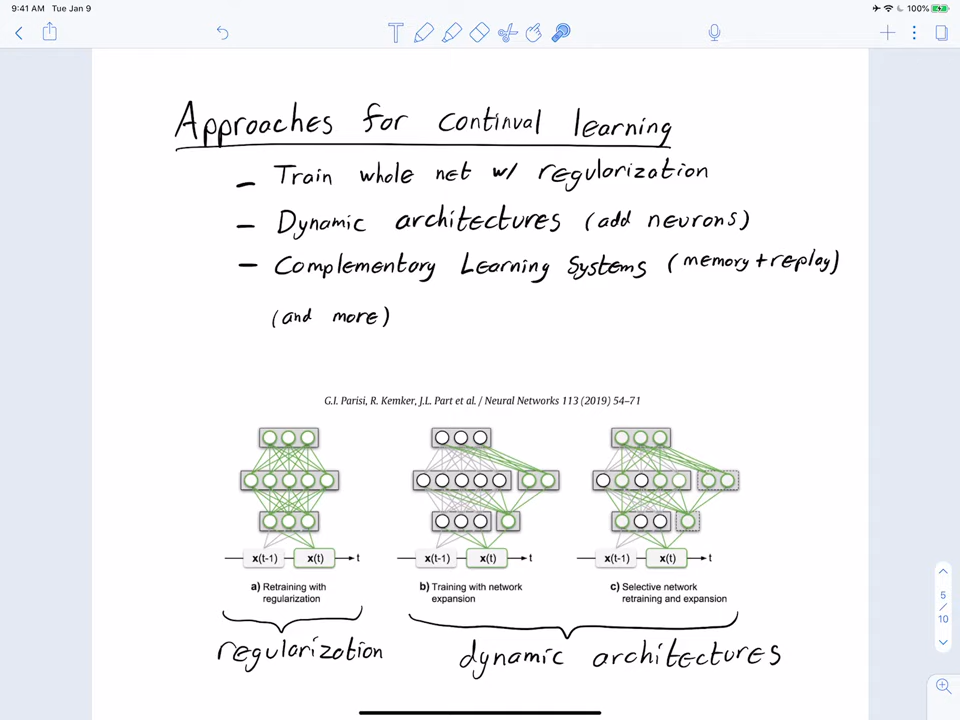 9:41 AM Tue Jan 9
100%
T
Approaches for continual learning
– Train whole net w/ regularization
– Dynamic architectures (add neurons)
– Complementory Learning Systems (memory + replay)
(and more)
G.I. Parisi, R. Kemker, J.L. Part et al. / Neural Networks 113 (2019) 54–71
x(t-1) x(t) t x(t-1) x(t) t x(t-1) x(t) t
a) Retraining with b) Training with network c) Selective network
regularization expansion retraining and expansion
regularization dynamic architectures
5
/
10